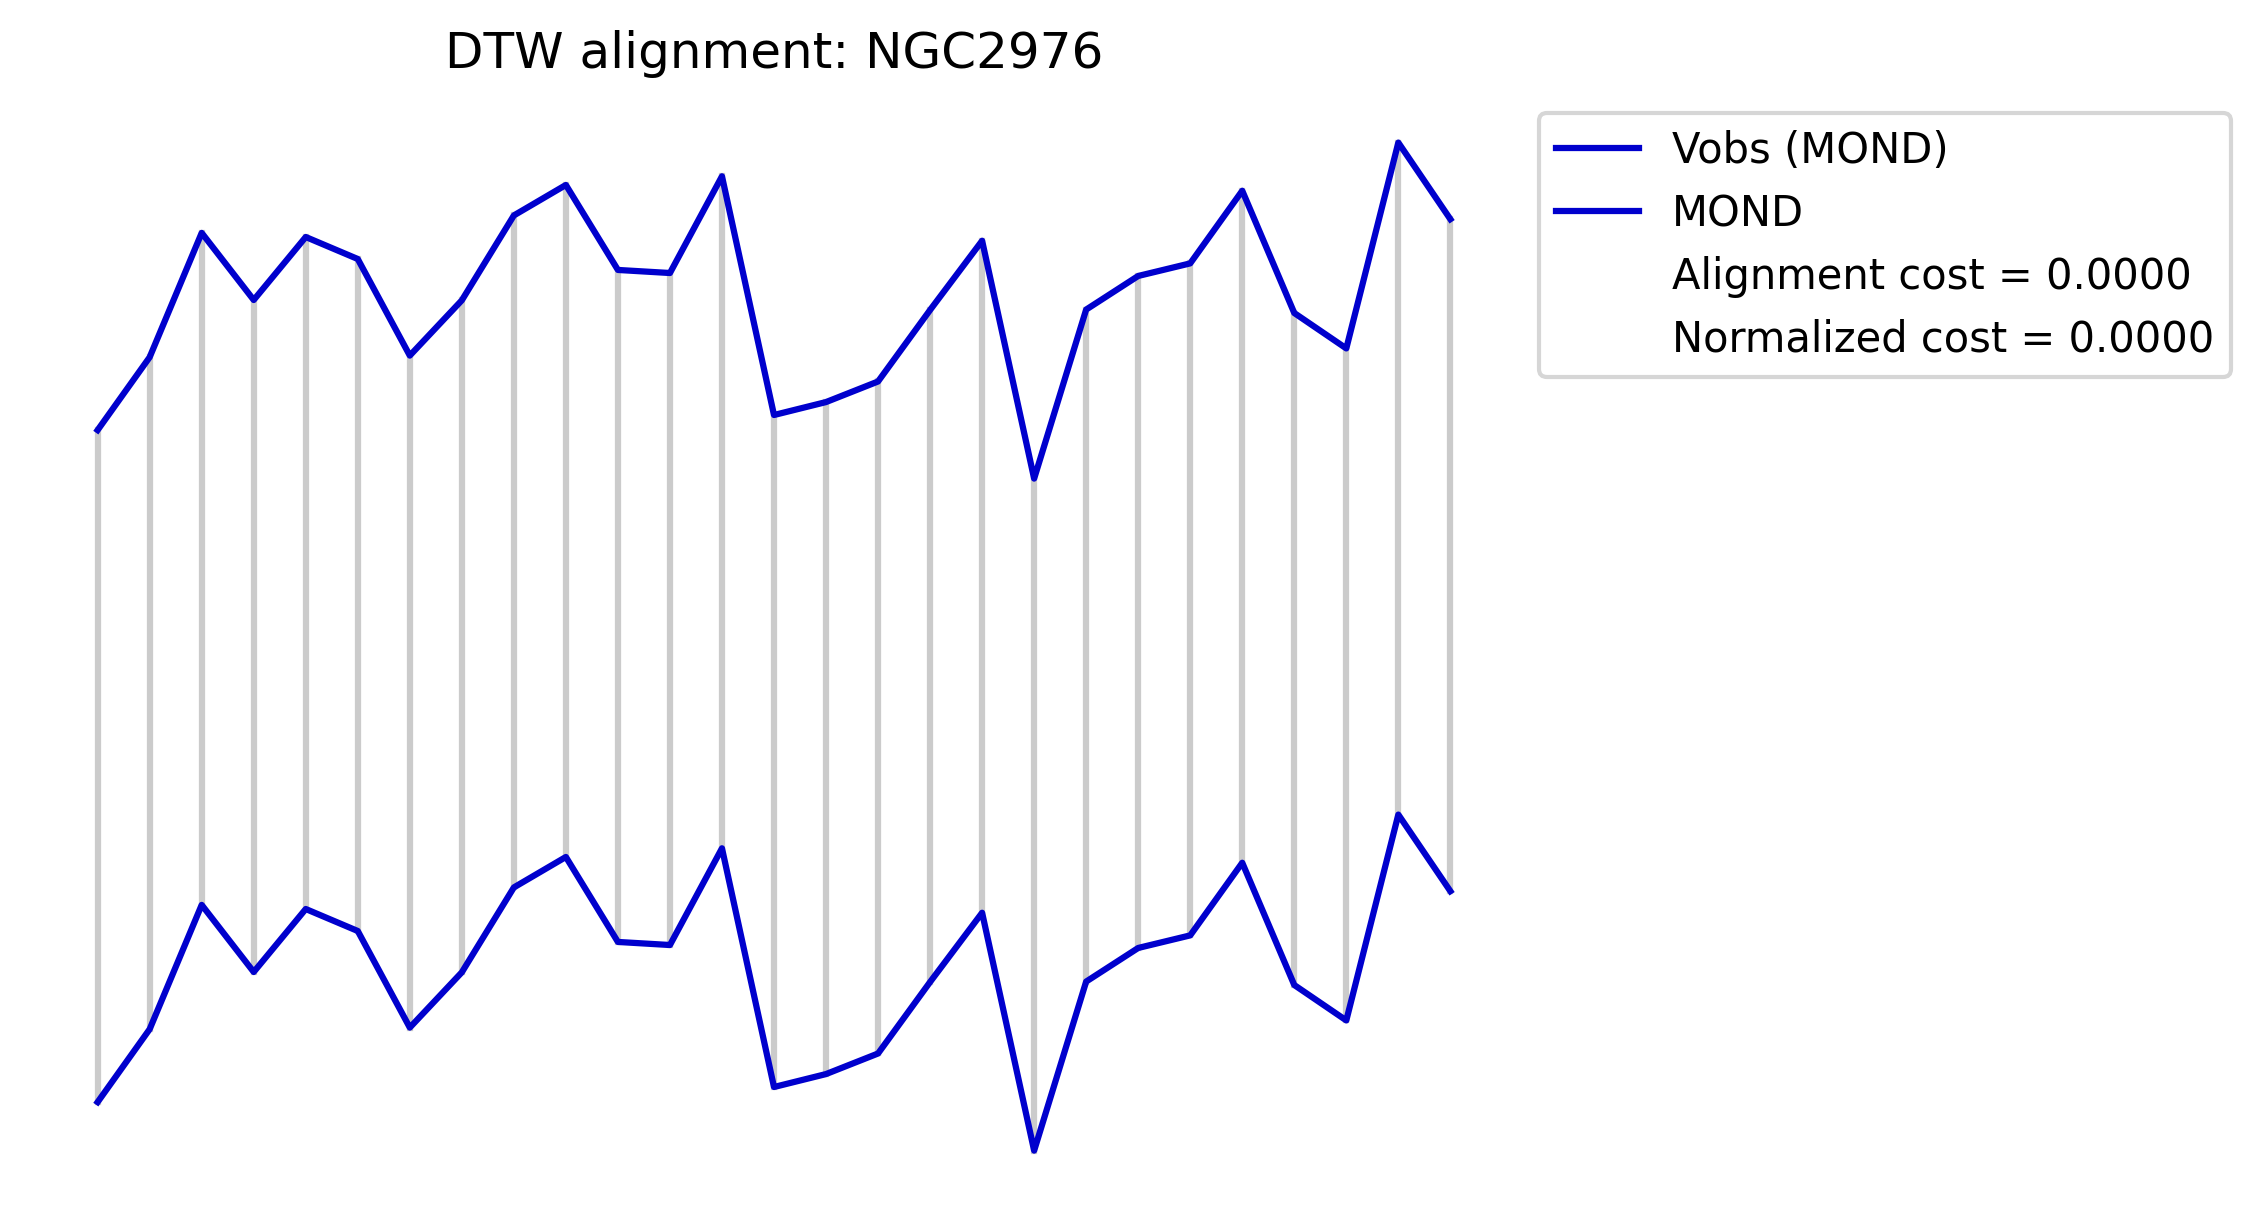 DTW alignment: NGC2976
Vobs (MOND)
MOND
Alignment cost = 0.0000
Normalized cost = 0.0000